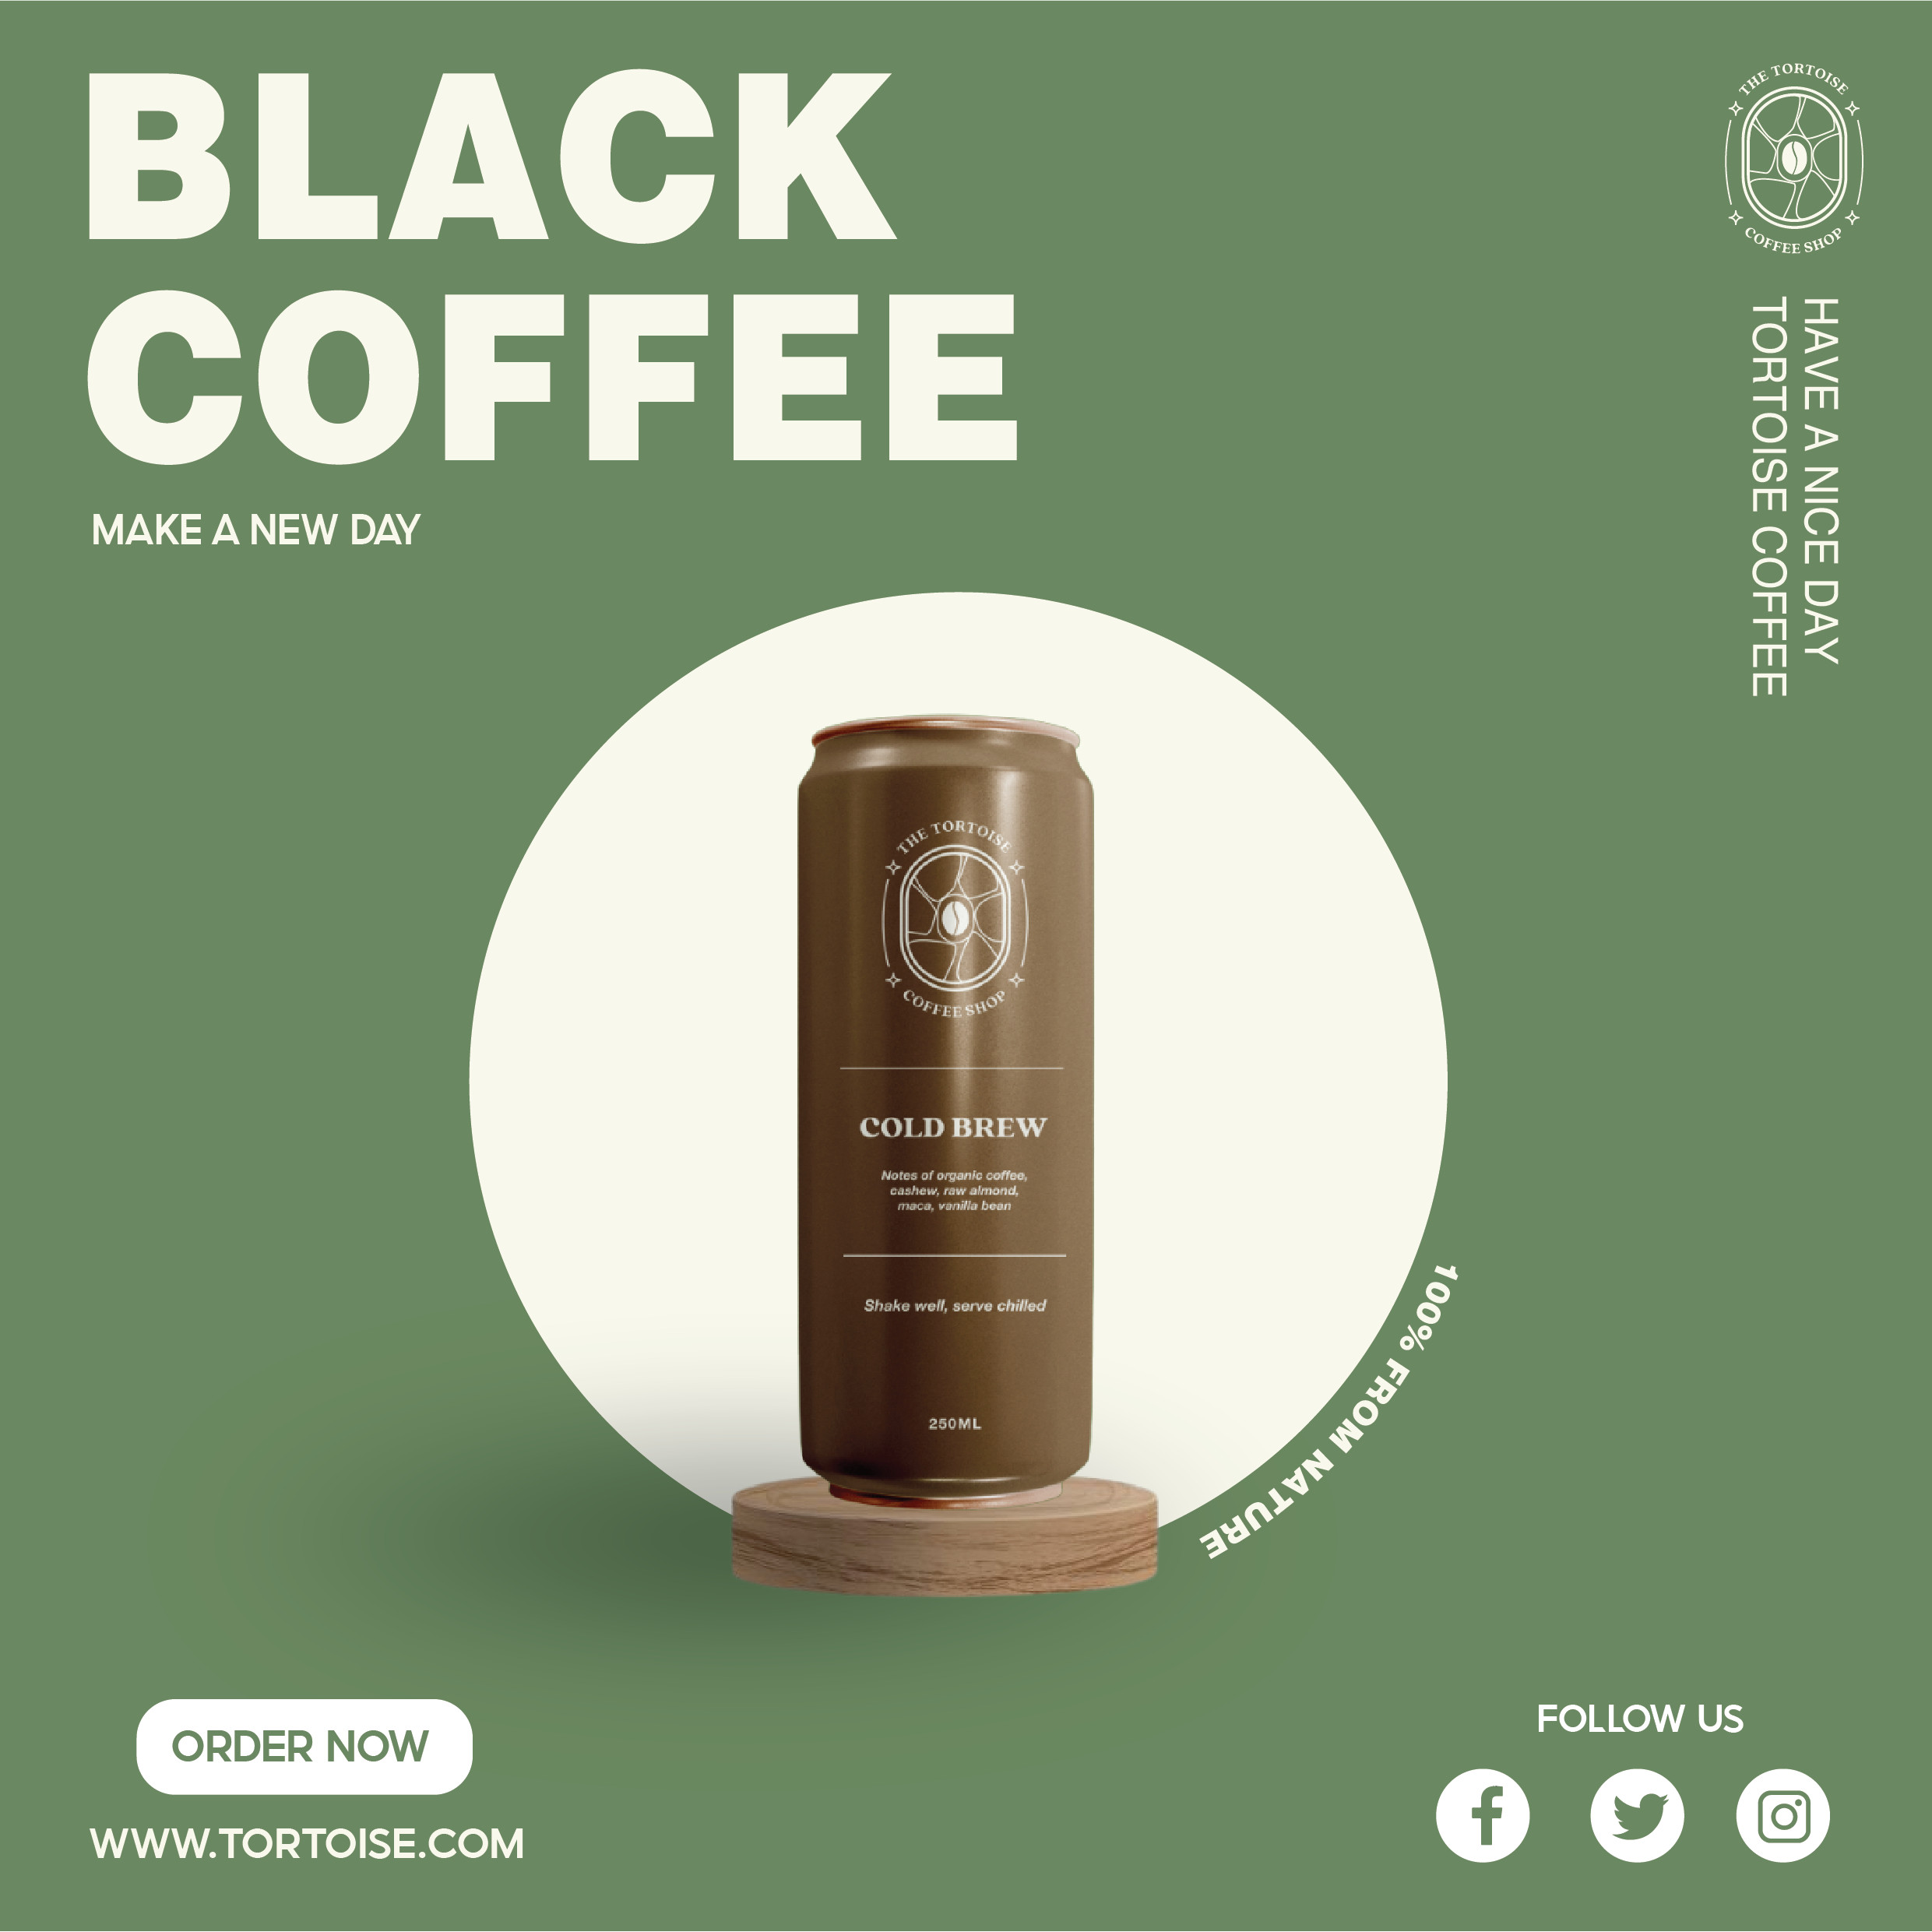 BLACK
COFFEE
MAKE A NEW DAY
THE TORTOISE
COFFEE SHOP
HAVE A NICE DAY
TORTOISE COFFEE
THE TORTOISE
COFFEE SHOP
COLD BREW
Notes of organic coffee,
cashew, raw almond,
maca, vanilla bean
Shake well, serve chilled
250ML
100% FROM NATURE
ORDER NOW
WWW.TORTOISE.COM
FOLLOW US